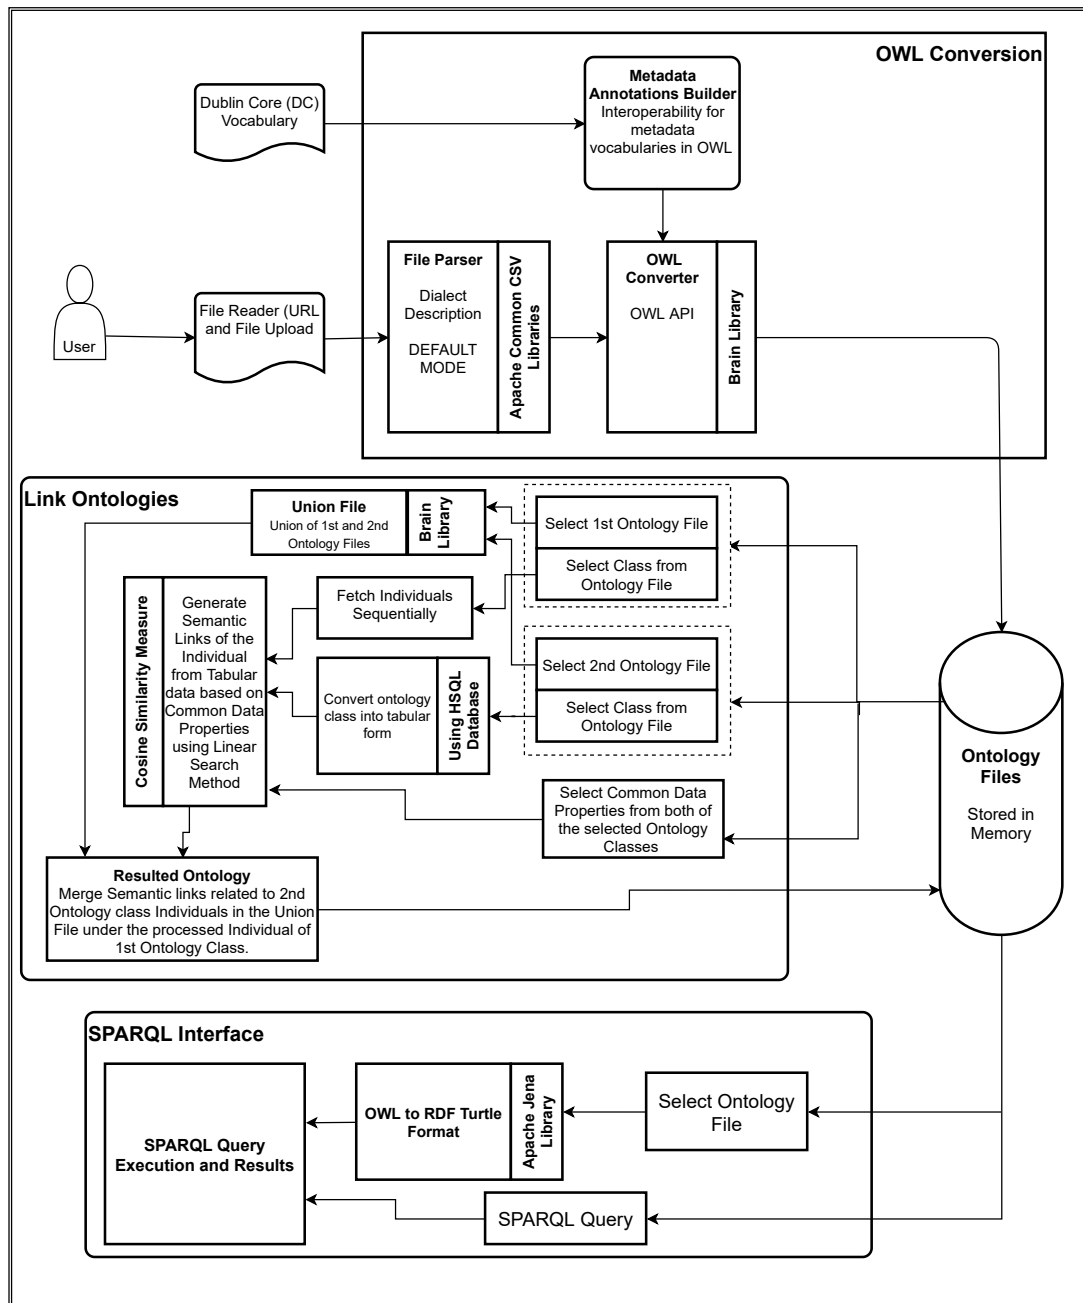 OWL Conversion
Metadata
Annotations Builder
Interoperability for
metadata
vocabularies in OWL
Dublin Core (DC)
Vocabulary
User
File Reader (URL
and File Upload
File Parser
Dialect
Description
DEFAULT
MODE
Apache Common CSV
Libraries
OWL
Converter
OWL API
Brain Library
Link Ontologies
Union File
Union of 1st and 2nd
Ontology Files
Brain
Library
Select 1st Ontology File
Select Class from
Ontology File
Fetch Individuals
Sequentially
Cosine Similarity Measure
Generate
Semantic
Links of the
Individual
from Tabular
data based on
Common Data
Properties
using Linear
Search
Method
Convert ontology
class into tabular
form
Using HSQL
Database
Select 2nd Ontology File
Select Class from
Ontology File
Select Common Data
Properties from both of
the selected Ontology
Classes
Ontology
Files
Stored in
Memory
Resulted Ontology
Merge Semantic links related to 2nd
Ontology class Individuals in the Union
File under the processed Individual of
1st Ontology Class.
SPARQL Interface
SPARQL Query
Execution and Results
OWL to RDF Turtle
Format
Apache Jena
Library
Select Ontology
File
SPARQL Query